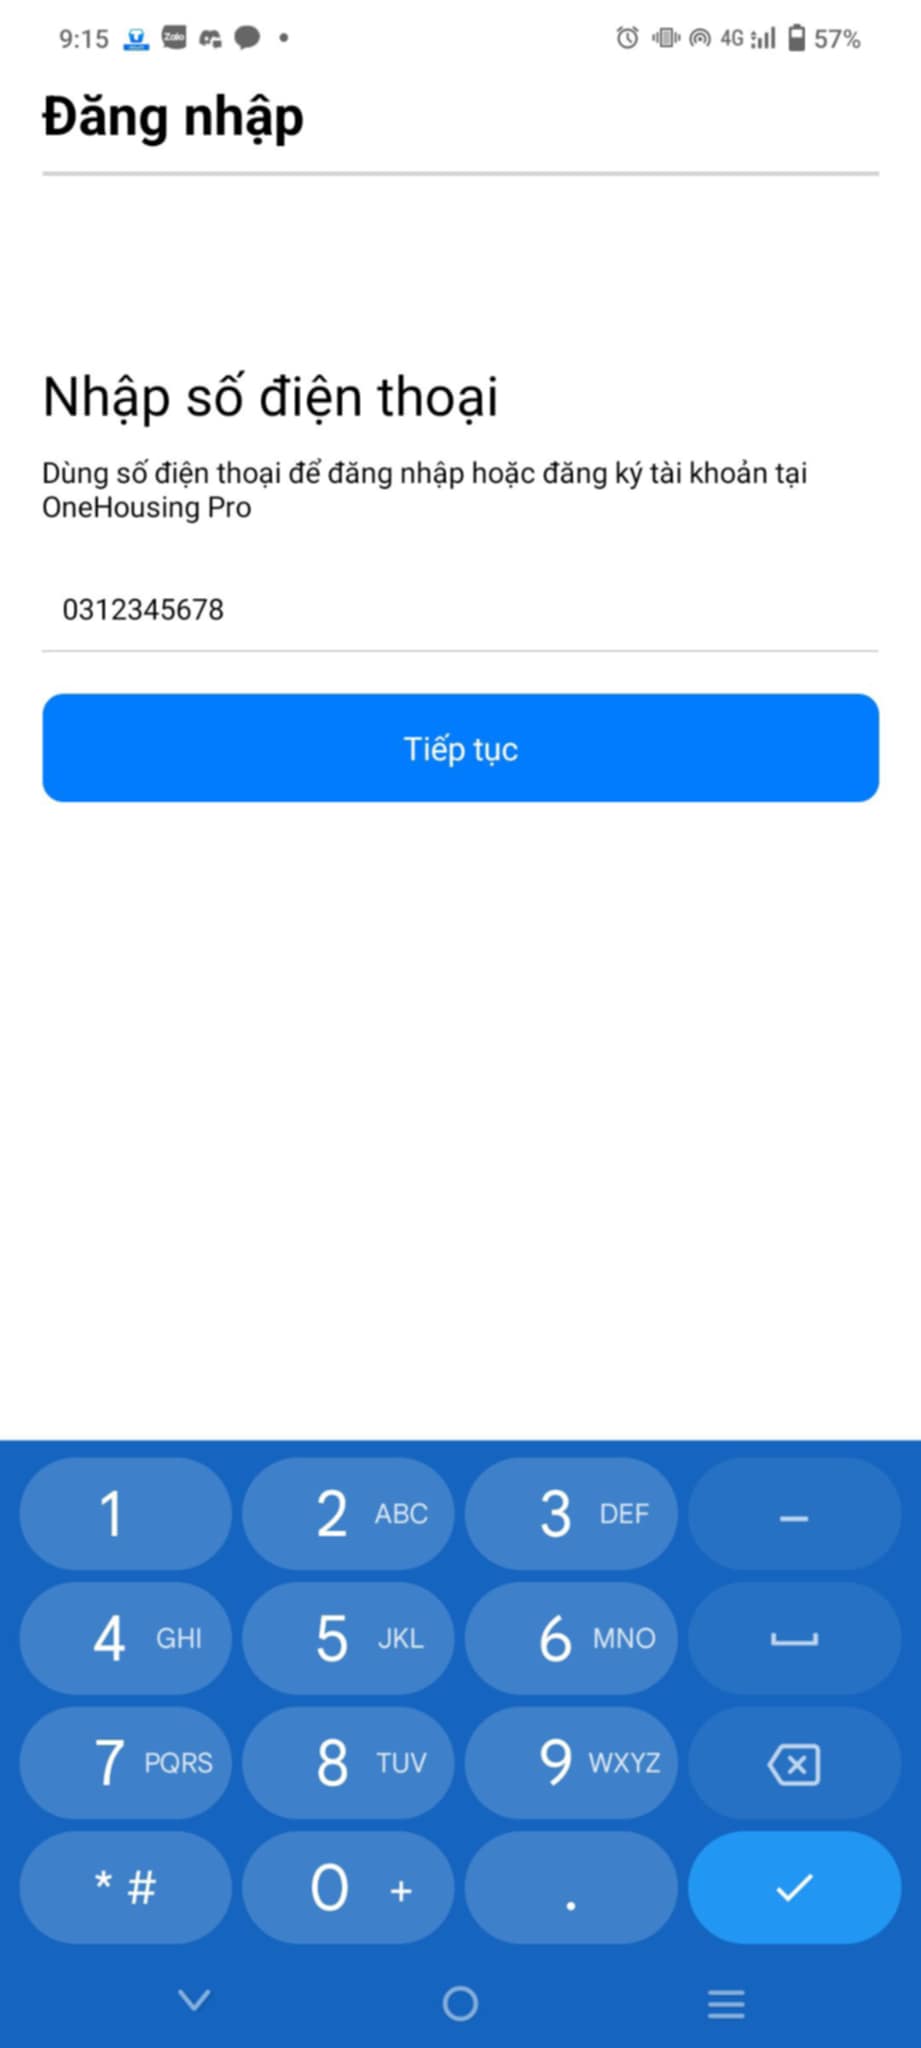 9:15 Zalo 4G 57%
Đăng nhập
Nhập số điện thoại
Dùng số điện thoại để đăng nhập hoặc đăng ký tài khoản tại
OneHousing Pro
0312345678
Tiếp tục
1 2 ABC 3 DEF –
4 GHI 5 JKL 6 MNO
7 PQRS 8 TUV 9 WXYZ
* # 0 + .